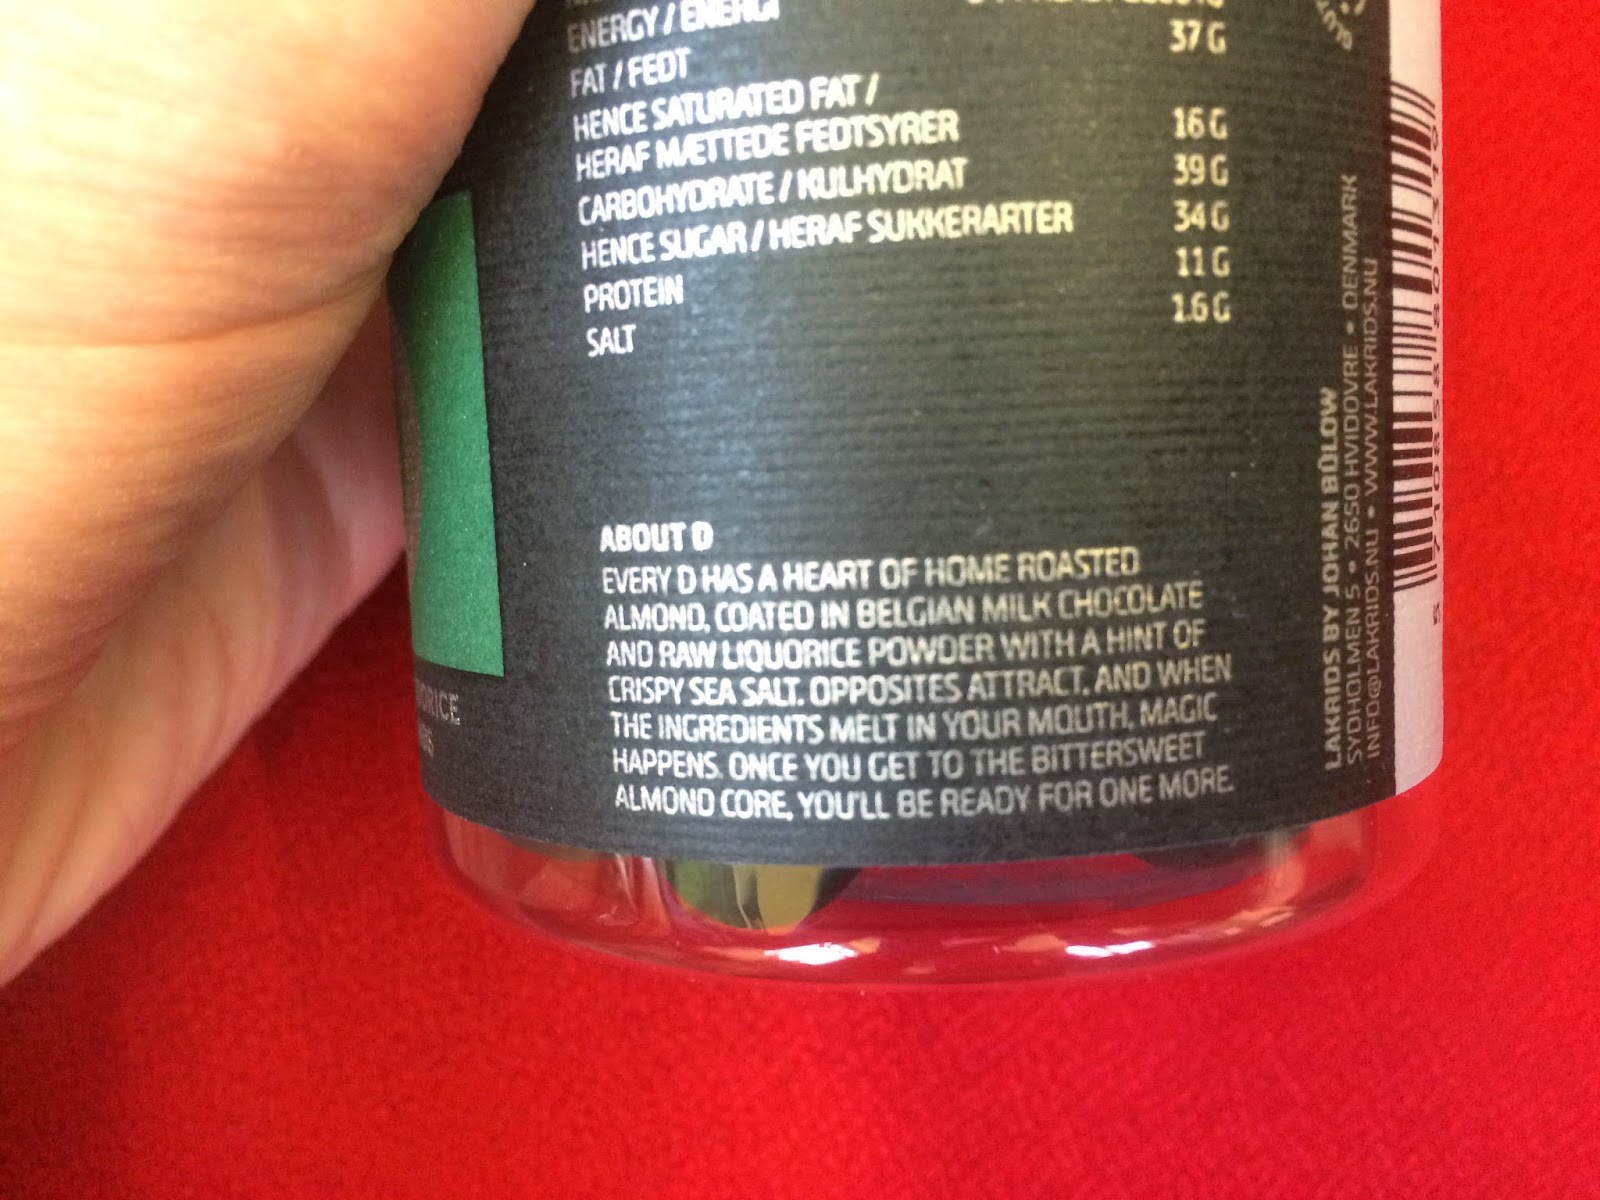 ENERGY / ENERGI
FAT / FEDT 37 G
HENCE SATURATED FAT /
HERAF MÆTTEDE FEDTSYRER 16 G
CARBOHYDRATE / KULHYDRAT 39 G
HENCE SUGAR / HERAF SUKKERARTER 34 G
PROTEIN 11 G
SALT 1.6 G
ABOUT D
EVERY D HAS A HEART OF HOME ROASTED
ALMOND, COATED IN BELGIAN MILK CHOCOLATE
AND RAW LIQUORICE POWDER WITH A HINT OF
CRISPY SEA SALT. OPPOSITES ATTRACT. AND WHEN
THE INGREDIENTS MELT IN YOUR MOUTH, MAGIC
HAPPENS. ONCE YOU GET TO THE BITTERSWEET
ALMOND CORE, YOU'LL BE READY FOR ONE MORE.
LAKRIDS BY JOHAN BÜLOW
SYDHOLMEN 5 • 2650 HVIDOVRE • DENMARK
INFO@LAKRIDS.NU • WWW.LAKRIDS.NU